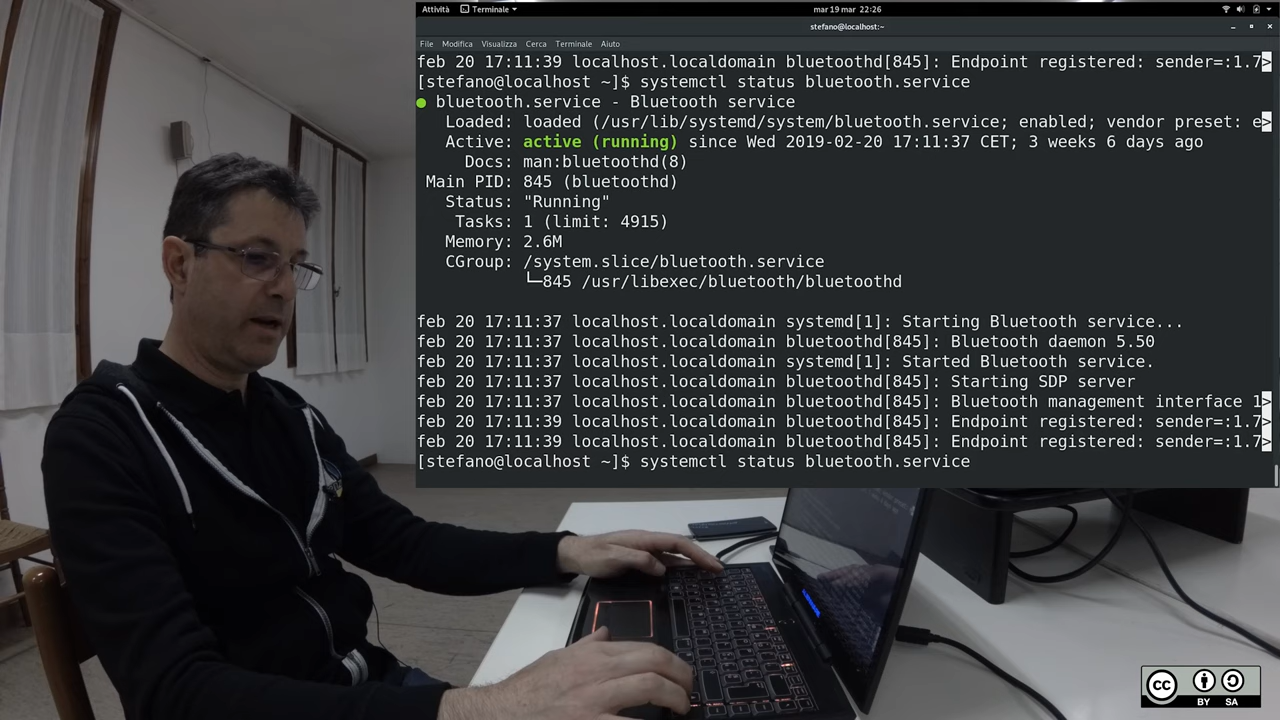 Attività Terminale mar 19 mar 22:26
stefano@localhost:~
File Modifica Visualizza Cerca Terminale Aiuto
feb 20 17:11:39 localhost.localdomain bluetoothd[845]: Endpoint registered: sender=:1.7>
[stefano@localhost ~]$ systemctl status bluetooth.service
● bluetooth.service - Bluetooth service
Loaded: loaded (/usr/lib/systemd/system/bluetooth.service; enabled; vendor preset: e>
Active: active (running) since Wed 2019-02-20 17:11:37 CET; 3 weeks 6 days ago
Docs: man:bluetoothd(8)
Main PID: 845 (bluetoothd)
Status: "Running"
Tasks: 1 (limit: 4915)
Memory: 2.6M
CGroup: /system.slice/bluetooth.service
└─845 /usr/libexec/bluetooth/bluetoothd
feb 20 17:11:37 localhost.localdomain systemd[1]: Starting Bluetooth service...
feb 20 17:11:37 localhost.localdomain bluetoothd[845]: Bluetooth daemon 5.50
feb 20 17:11:37 localhost.localdomain systemd[1]: Started Bluetooth service.
feb 20 17:11:37 localhost.localdomain bluetoothd[845]: Starting SDP server
feb 20 17:11:37 localhost.localdomain bluetoothd[845]: Bluetooth management interface 1>
feb 20 17:11:39 localhost.localdomain bluetoothd[845]: Endpoint registered: sender=:1.7>
feb 20 17:11:39 localhost.localdomain bluetoothd[845]: Endpoint registered: sender=:1.7>
[stefano@localhost ~]$ systemctl status bluetooth.service
cc BY SA